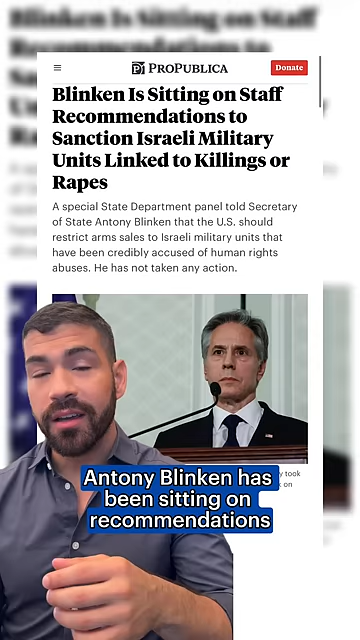 PROPUBLICA
Donate
Blinken Is Sitting on Staff
Recommendations to
Sanction Israeli Military
Units Linked to Killings or
Rapes
A special State Department panel told Secretary
of State Antony Blinken that the U.S. should
restrict arms sales to Israeli military units that
have been credibly accused of human rights
abuses. He has not taken any action.
took
on
Antony Blinken has
been sitting on
recommendations